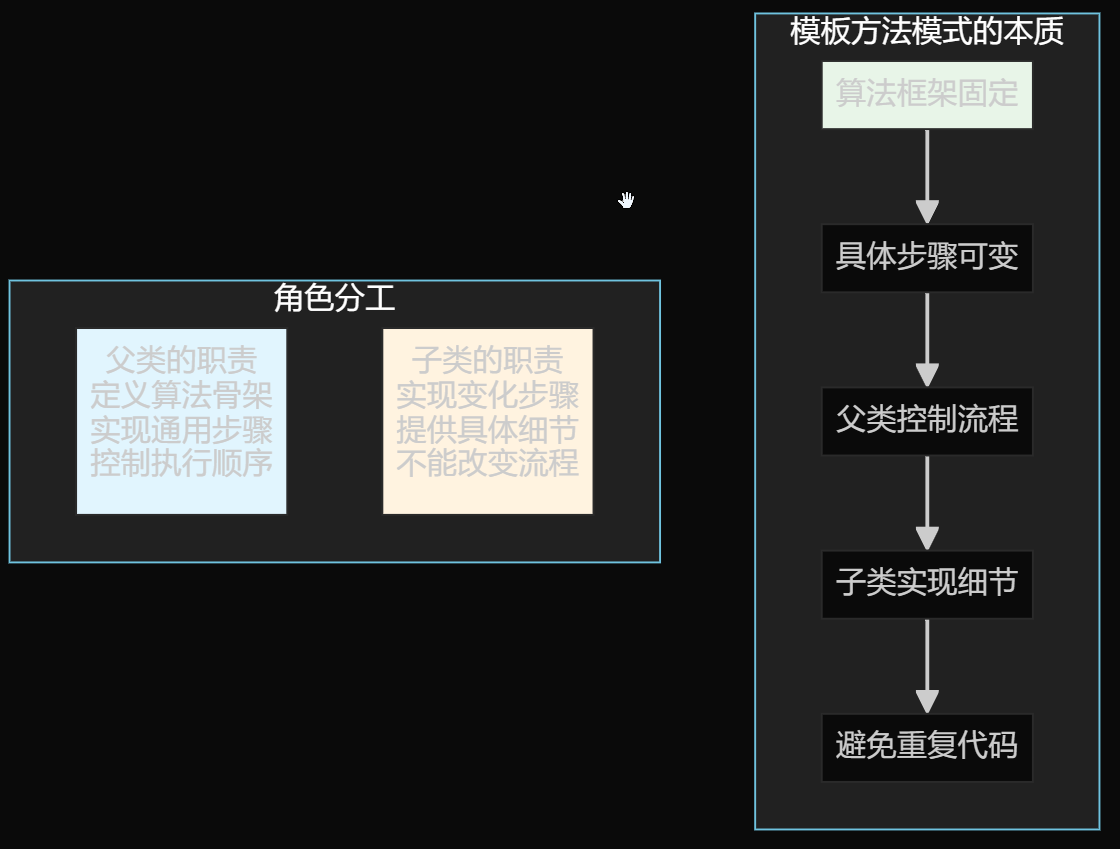 角色分工
父类的职责
定义算法骨架
实现通用步骤
控制执行顺序
子类的职责
实现变化步骤
提供具体细节
不能改变流程
模板方法模式的本质
算法框架固定
具体步骤可变
父类控制流程
子类实现细节
避免重复代码